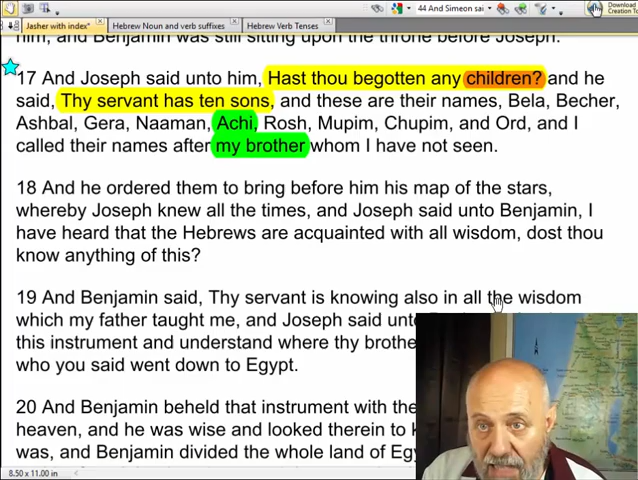 44 And Simeon sai
Download
Creation To
Jasher with index*
Hebrew Noun and verb suffixes
Hebrew Verb Tenses
him, and Benjamin was still sitting upon the throne before Joseph.
17 And Joseph said unto him, Hast thou begotten any children? and he
said, Thy servant has ten sons, and these are their names, Bela, Becher,
Ashbal, Gera, Naaman, Achi, Rosh, Mupim, Chupim, and Ord, and I
called their names after my brother whom I have not seen.
18 And he ordered them to bring before him his map of the stars,
whereby Joseph knew all the times, and Joseph said unto Benjamin, I
have heard that the Hebrews are acquainted with all wisdom, dost thou
know anything of this?
19 And Benjamin said, Thy servant is knowing also in all the wisdom
which my father taught me, and Joseph said unto
this instrument and understand where thy brothe
who you said went down to Egypt.
20 And Benjamin beheld that instrument with the
heaven, and he was wise and looked therein to k
was, and Benjamin divided the whole land of Egy
8.50 x 11.00 in